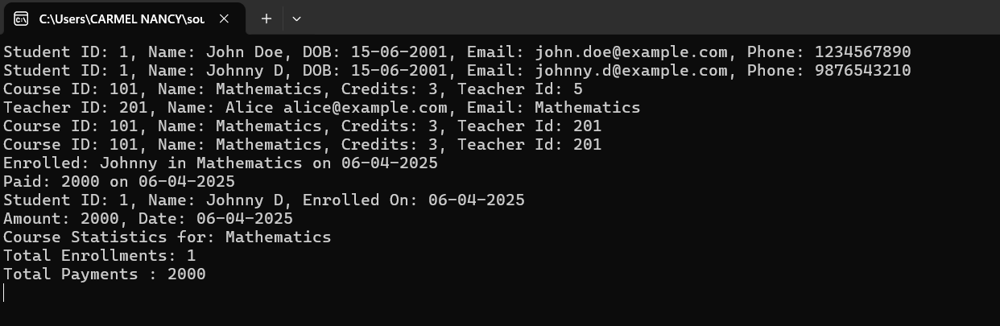 C:\Users\CARMEL NANCY\sou
Student ID: 1, Name: John Doe, DOB: 15-06-2001, Email: john.doe@example.com, Phone: 1234567890
Student ID: 1, Name: Johnny D, DOB: 15-06-2001, Email: johnny.d@example.com, Phone: 9876543210
Course ID: 101, Name: Mathematics, Credits: 3, Teacher Id: 5
Teacher ID: 201, Name: Alice alice@example.com, Email: Mathematics
Course ID: 101, Name: Mathematics, Credits: 3, Teacher Id: 201
Course ID: 101, Name: Mathematics, Credits: 3, Teacher Id: 201
Enrolled: Johnny in Mathematics on 06-04-2025
Paid: 2000 on 06-04-2025
Student ID: 1, Name: Johnny D, Enrolled On: 06-04-2025
Amount: 2000, Date: 06-04-2025
Course Statistics for: Mathematics
Total Enrollments: 1
Total Payments : 2000